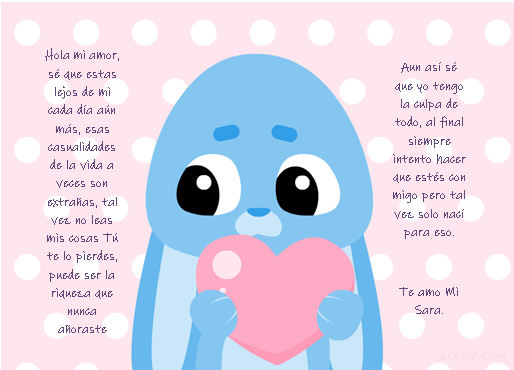 Hola mi amor,
sé que estas
lejos de mi
cada día aún
más, esas
casualidades
de la vida a
veces son
extrañas, tal
vez no leas
mis cosas Tú
te lo pierdes,
puede ser la
riqueza que
nunca
añoraste
Aun así sé
que yo tengo
la culpa de
todo, al final
siempre
intento hacer
que estés con
migo pero tal
vez solo nací
para eso.
Te amo Mi
Sara.
ACEGIF.COM